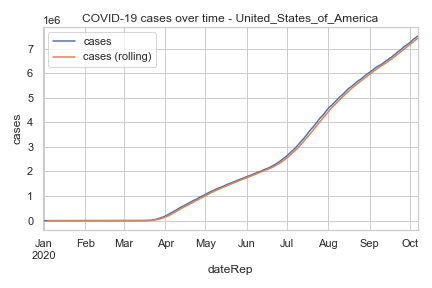 COVID-19 cases over time - United_States_of_America
1e6
cases
cases (rolling)
7
6
5
4
3
2
1
0
cases
Jan Feb Mar Apr May Jun Jul Aug Sep Oct
2020
dateRep